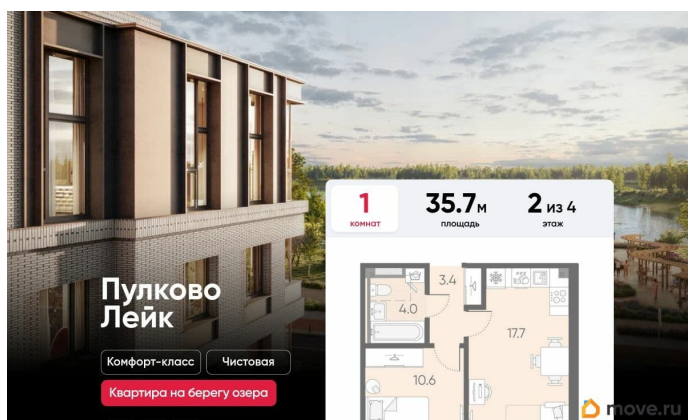 1
комнат
35.7м
площадь
2 из 4
этаж
Пулково
Лейк
Комфорт-класс
Чистовая
Квартира на берегу озера
3.4
4.0
17.7
10.6
move.ru